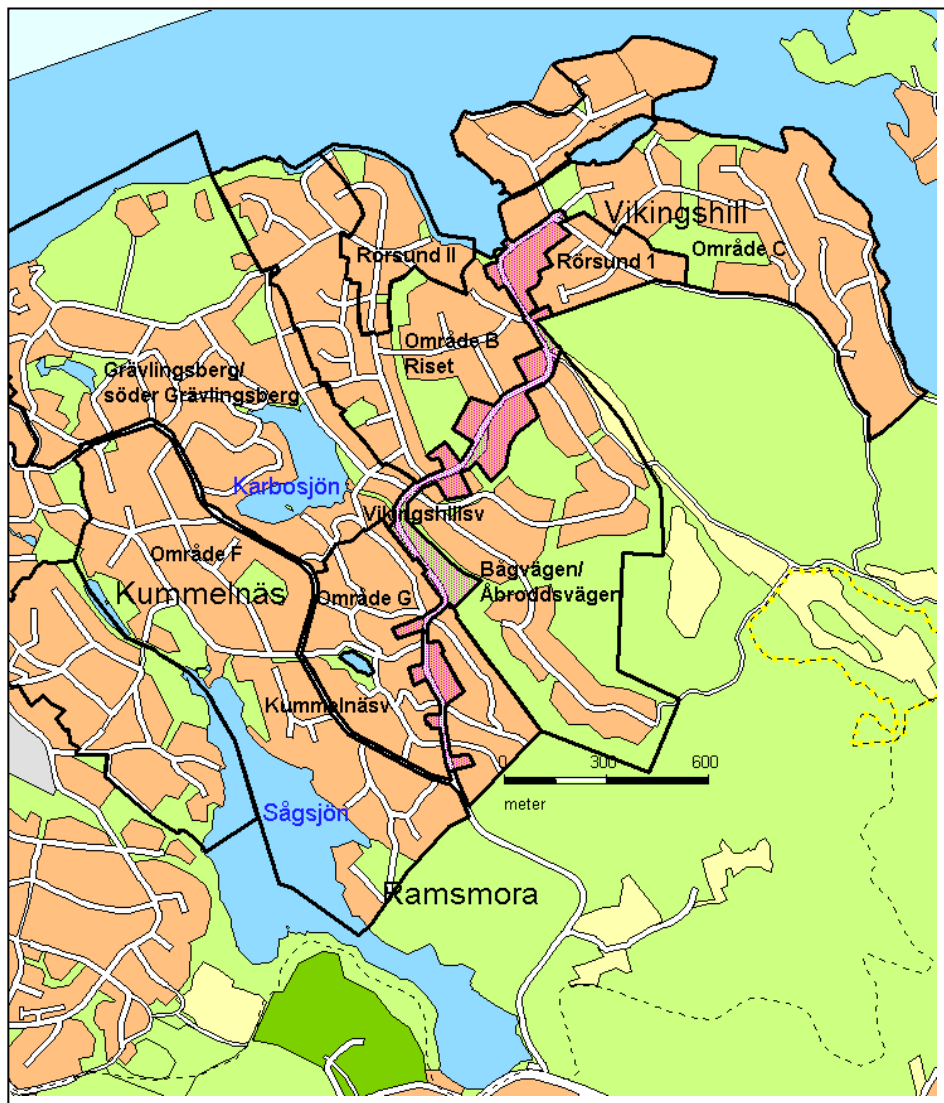 Vikingshill
Område C
Rörsund II
Rörsund 1
Område B
Riset
Grävlingsberg/
söder Grävlingsberg
Karbosjön
Vikingshillsv
Område F
Kummelnäs
Område G
Bågvägen/
Åbroddsvägen
Kummelnäsv
0 300 600
meter
Sågsjön
Ramsmora